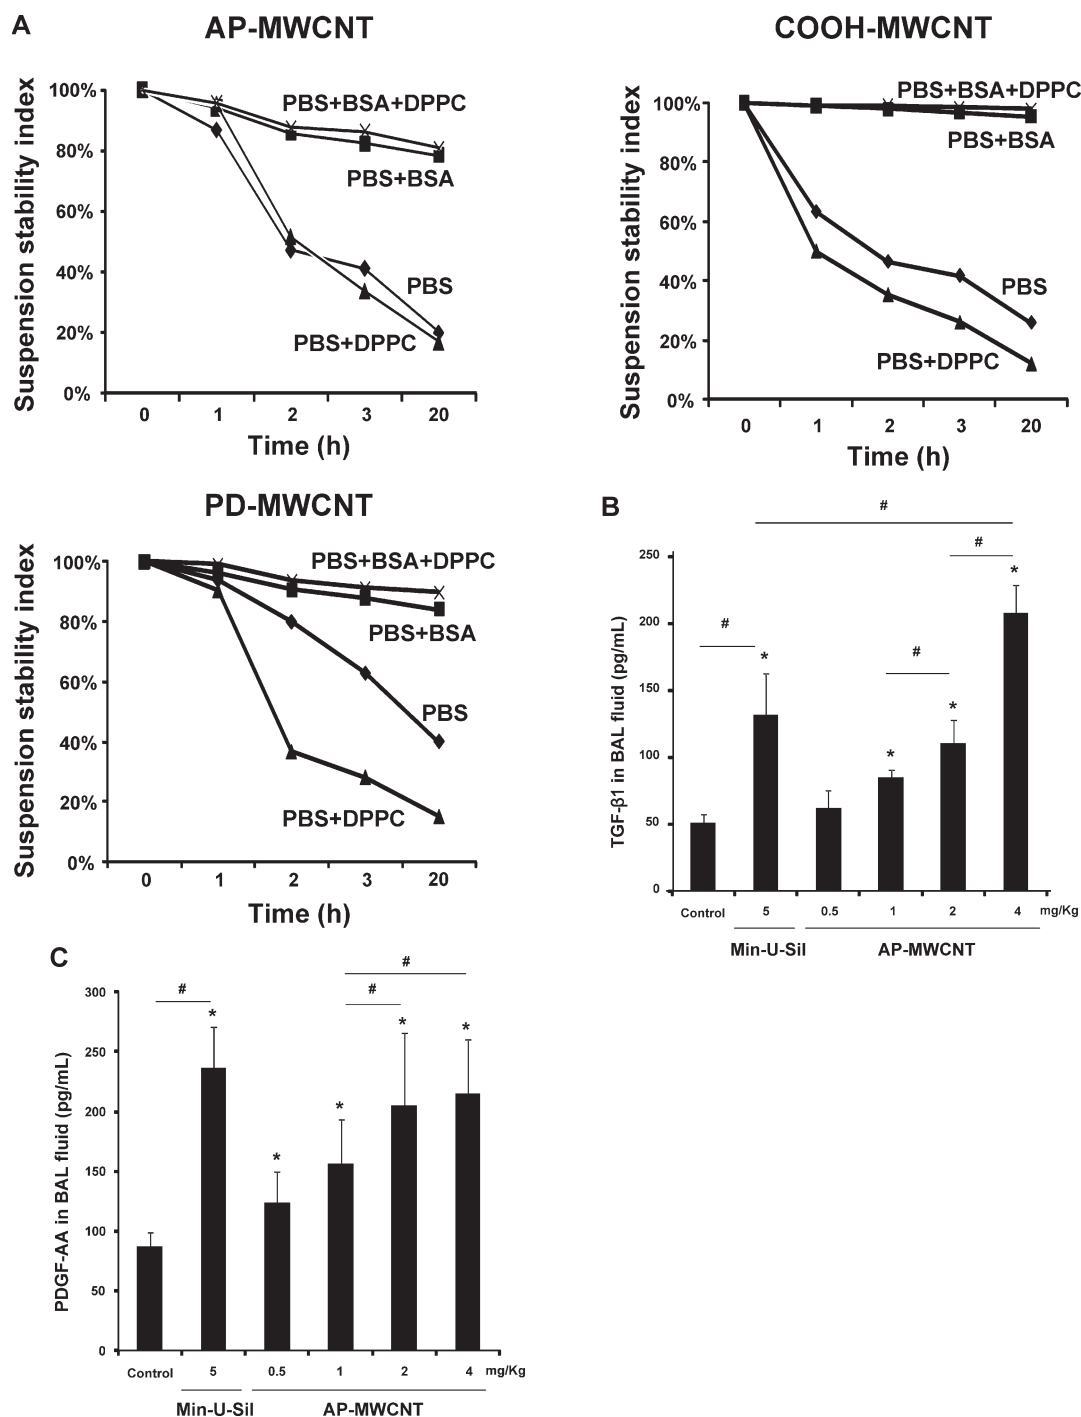 A
AP-MWCNT
Suspension stability index
100%
80%
60%
40%
20%
0%
PBS+BSA+DPPC
PBS+BSA
PBS
PBS+DPPC
0 1 2 3 20
Time (h)
COOH-MWCNT
Suspension stability index
100%
80%
60%
40%
20%
0%
PBS+BSA+DPPC
PBS+BSA
PBS
PBS+DPPC
0 1 2 3 20
Time (h)
PD-MWCNT
Suspension stability index
100%
80%
60%
40%
20%
0%
PBS+BSA+DPPC
PBS+BSA
PBS
PBS+DPPC
0 1 2 3 20
Time (h)
B
TGF-β1 in BAL fluid (pg/mL)
250
200
150
100
50
0
#
#
*
#
*
#
*
*
Control 5 0.5 1 2 4 mg/Kg
Min-U-Sil AP-MWCNT
C
PDGF-AA in BAL fluid (pg/mL)
300
250
200
150
100
50
0
#
#
#
*
*
*
*
*
Control 5 0.5 1 2 4 mg/Kg
Min-U-Sil AP-MWCNT